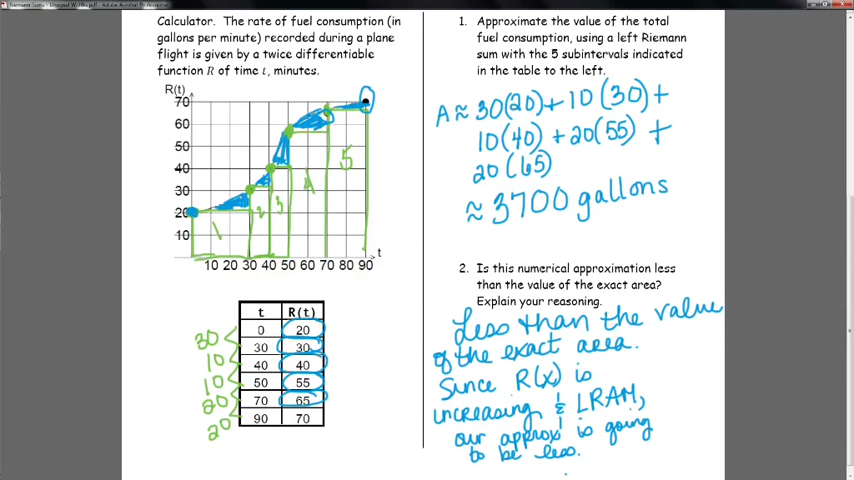 Calculator. The rate of fuel consumption (in
gallons per minute) recorded during a plane
flight is given by a twice differentiable
function R of time t, minutes.
R(t)
70
60
50
40
30
20
10
1
2
3
4
5
t
10 20 30 40 50 60 70 80 90
t R(t)
0 20
30 30
40 40
50 55
70 65
90 70
30
10
10
20
20
1. Approximate the value of the total
fuel consumption, using a left Riemann
sum with the 5 subintervals indicated
in the table to the left.
A ≈ 30(20) + 10(30) +
10(40) + 20(55) +
20(65)
≈ 3700 gallons
2. Is this numerical approximation less
than the value of the exact area?
Explain your reasoning.
Less than the value
of the exact area.
Since R(x) is
increasing & LRAM,
our approx is going
to be less.